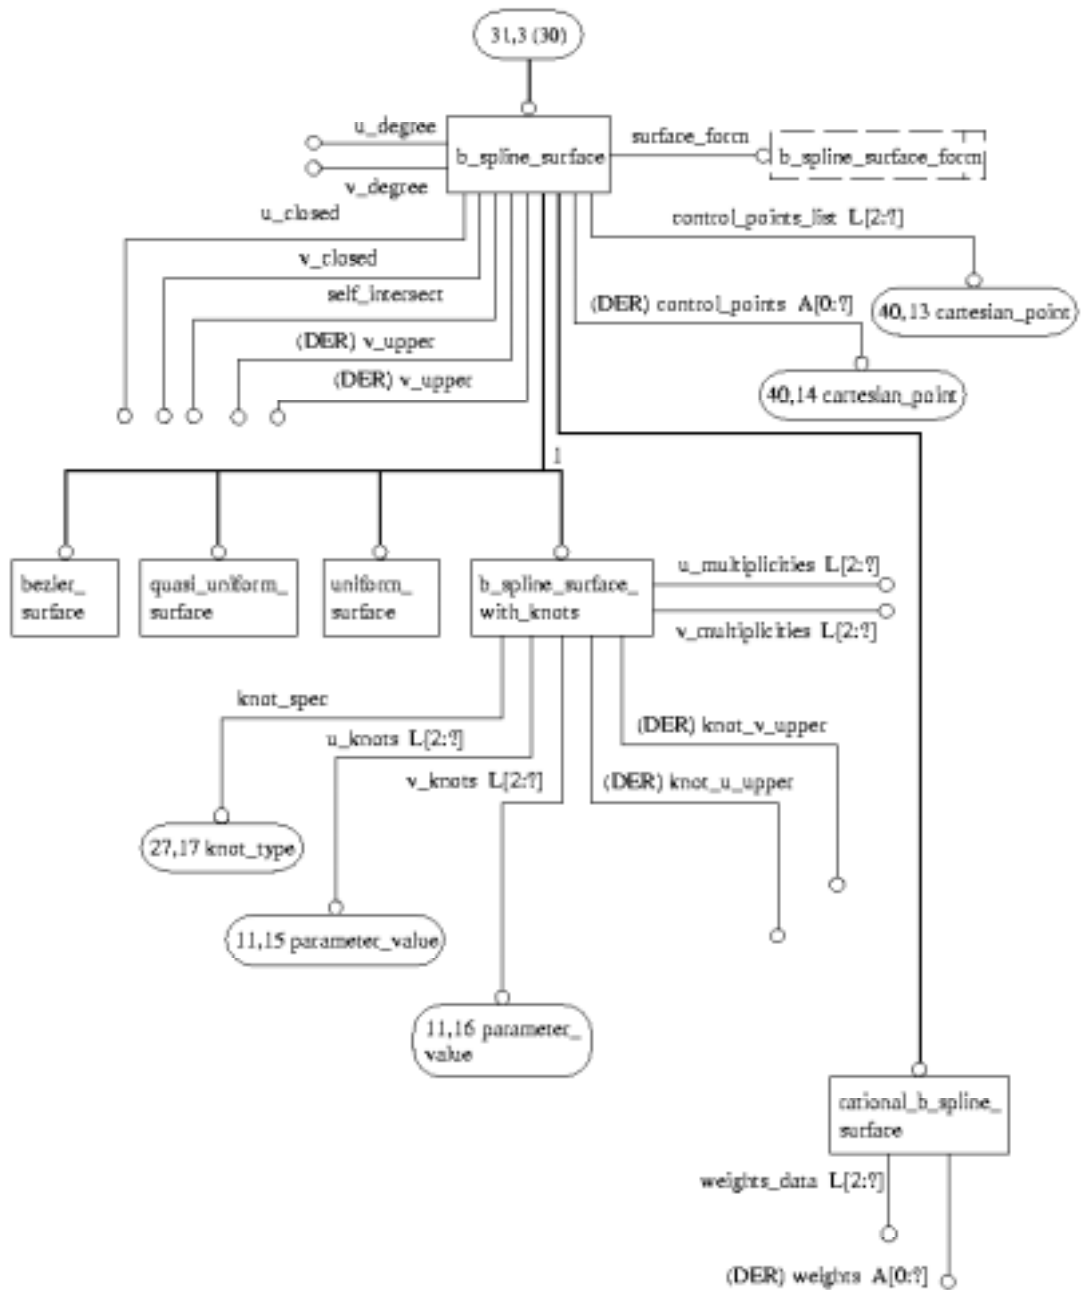 31,3 (30)
u_degree
b_spline_surface
surface_form
b_spline_surface_form
v_degree
u_closed
control_points_list L[2:?]
v_closed
self_intersect
(DER) control_points A[0:?]
40,13 cartesian_point
(DER) v_upper
(DER) v_upper
40,14 cartesian_point
1
bezier_
surface
quasi_uniform_
surface
uniform_
surface
b_spline_surface_
with_knots
u_multiplicities L[2:?]
v_multiplicities L[2:?]
knot_spec
u_knots L[2:?]
(DER) knot_v_upper
v_knots L[2:?]
(DER) knot_u_upper
27,17 knot_type
11,15 parameter_value
11,16 parameter_
value
rational_b_spline_
surface
weights_data L[2:?]
(DER) weights A[0:?]